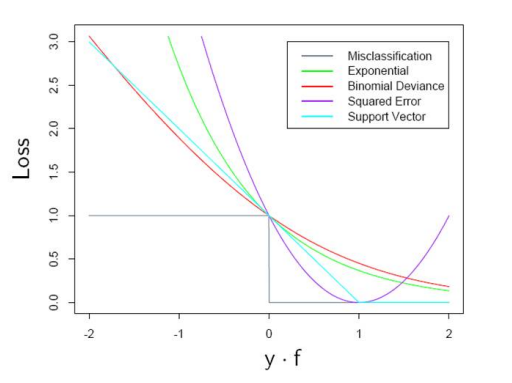 3.0
2.5
2.0
1.5
1.0
0.5
0.0
Loss
Misclassification
Exponential
Binomial Deviance
Squared Error
Support Vector
-2
-1
0
1
2
y · f